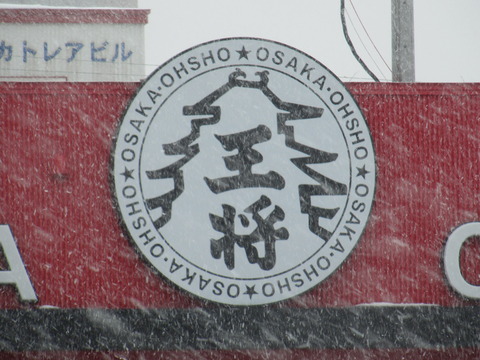 カトレアビル
★OSAKA·OHSHO★OSAKA·OHSHO★OSAKA·OHSHO★OSAKA·OHSHO
王将
A